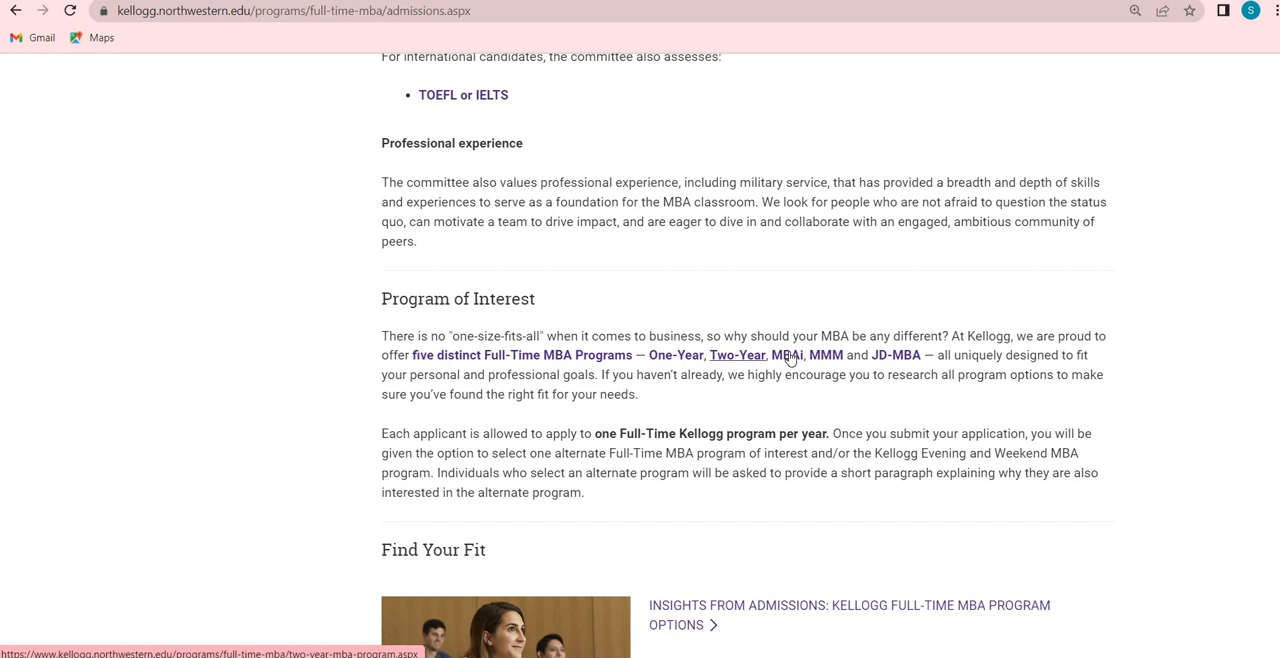 kellogg.northwestern.edu/programs/full-time-mba/admissions.aspx
S
Gmail Maps
For international candidates, the committee also assesses:
• TOEFL or IELTS
Professional experience
The committee also values professional experience, including military service, that has provided a breadth and depth of skills
and experiences to serve as a foundation for the MBA classroom. We look for people who are not afraid to question the status
quo, can motivate a team to drive impact, and are eager to dive in and collaborate with an engaged, ambitious community of
peers.
Program of Interest
There is no "one-size-fits-all" when it comes to business, so why should your MBA be any different? At Kellogg, we are proud to
offer five distinct Full-Time MBA Programs — One-Year, Two-Year, MBAi, MMM and JD-MBA — all uniquely designed to fit
your personal and professional goals. If you haven't already, we highly encourage you to research all program options to make
sure you've found the right fit for your needs.
Each applicant is allowed to apply to one Full-Time Kellogg program per year. Once you submit your application, you will be
given the option to select one alternate Full-Time MBA program of interest and/or the Kellogg Evening and Weekend MBA
program. Individuals who select an alternate program will be asked to provide a short paragraph explaining why they are also
interested in the alternate program.
Find Your Fit
INSIGHTS FROM ADMISSIONS: KELLOGG FULL-TIME MBA PROGRAM
OPTIONS
https://www.kellogg.northwestern.edu/programs/full-time-mba/two-year-mba-program.aspx